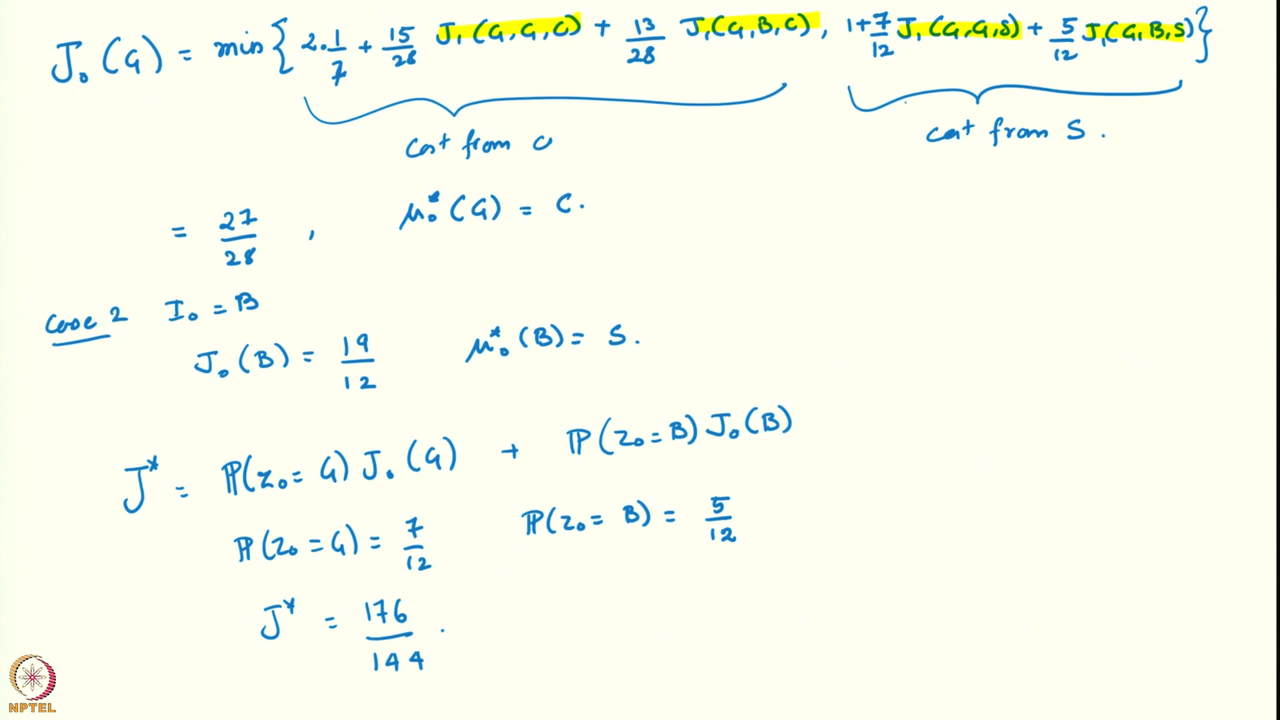 J₀(G) = min{2·1/7 + 15/28 J₁(G,G,C) + 13/28 J₁(G,B,C), 1+7/12 J₁(G,G,S) + 5/12 J₁(G,B,S)}
Cost from C cost from S.
= 27/28, μ₀*(G) = C.
Case 2 I₀ = B
J₀(B) = 19/12 μ₀*(B) = S.
J* = ℙ(z₀=G) J₀(G) + ℙ(z₀=B) J₀(B)
ℙ(z₀=G) = 7/12 ℙ(z₀=B) = 5/12
J* = 176/144.
NPTEL